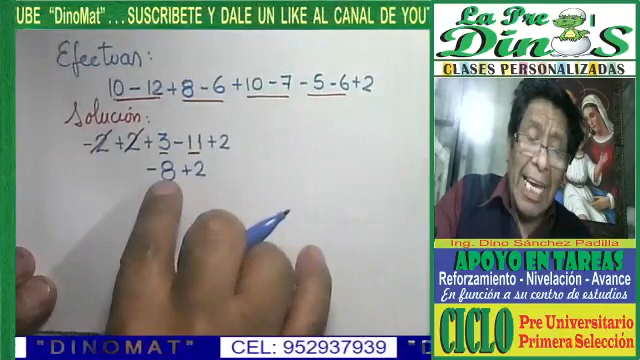 UBE "DinoMat"... SUSCRIBETE Y DALE UN LIKE AL CANAL DE YOUT
Efectuar:
10 - 12 + 8 - 6 + 10 - 7 - 5 - 6 + 2
Solución:
- 2 + 2 + 3 - 11 + 2
- 8 + 2
La Pre
DinoS
CLASES PERSONALIZADAS
Ing. Dino Sánchez Padilla
APOYO EN TAREAS
Reforzamiento - Nivelación - Avance
En función a su centro de estudios
CICLO Pre Universitario
Primera Selección
"DINOMAT" CEL: 952937939 "D